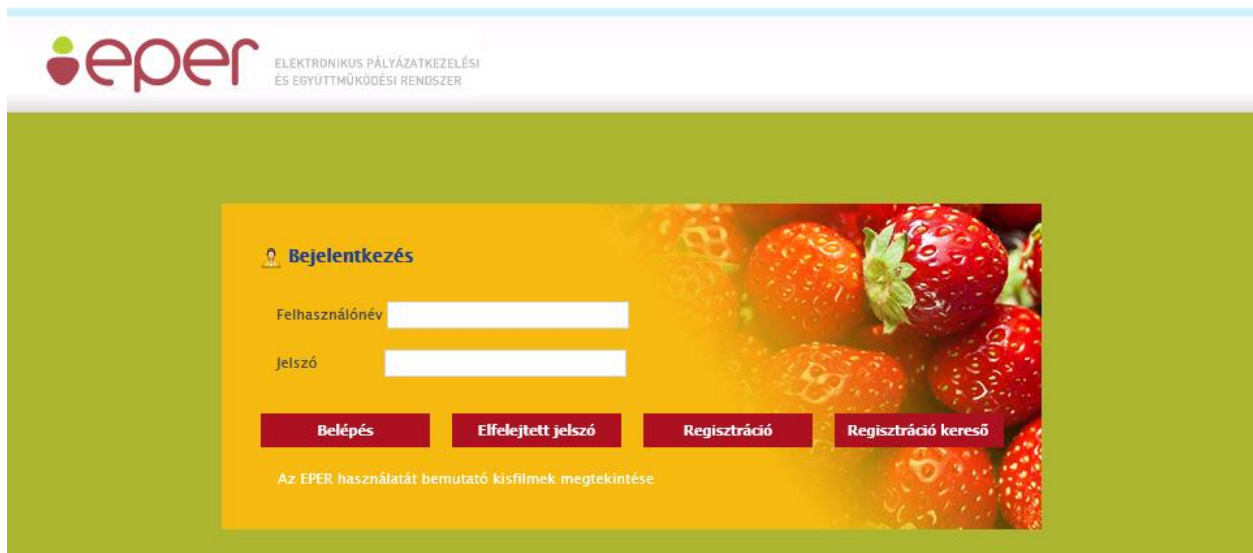 eper
ELEKTRONIKUS PÁLYÁZATKEZELÉSI
ÉS EGYÜTTMŰKÖDÉSI RENDSZER
Bejelentkezés
Felhasználónév
Jelszó
Belépés Elfelejtett jelszó Regisztráció Regisztráció kereső
Az EPER használatát bemutató kisfilmek megtekintése